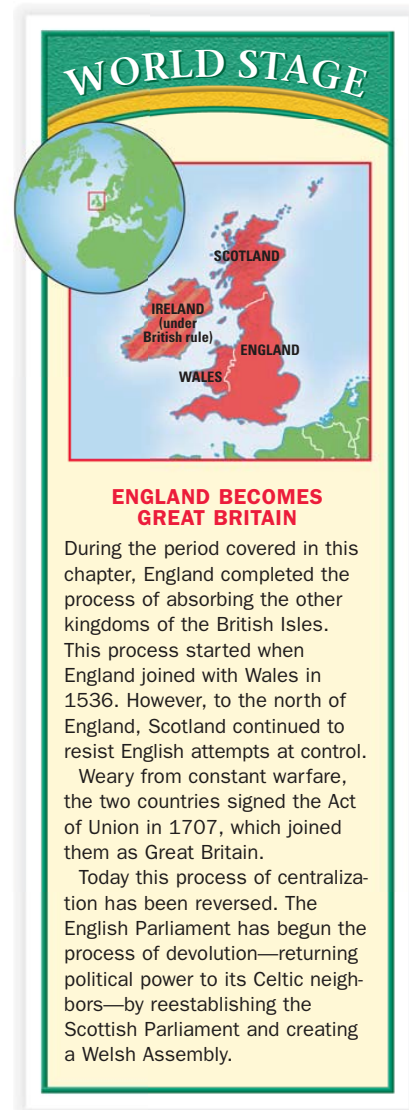 WORLD STAGE
SCOTLAND
IRELAND
(under
British rule)
ENGLAND
WALES
ENGLAND BECOMES
GREAT BRITAIN
During the period covered in this
chapter, England completed the
process of absorbing the other
kingdoms of the British Isles.
This process started when
England joined with Wales in
1536. However, to the north of
England, Scotland continued to
resist English attempts at control.
Weary from constant warfare,
the two countries signed the Act
of Union in 1707, which joined
them as Great Britain.
Today this process of centraliza-
tion has been reversed. The
English Parliament has begun the
process of devolution—returning
political power to its Celtic neigh-
bors—by reestablishing the
Scottish Parliament and creating
a Welsh Assembly.